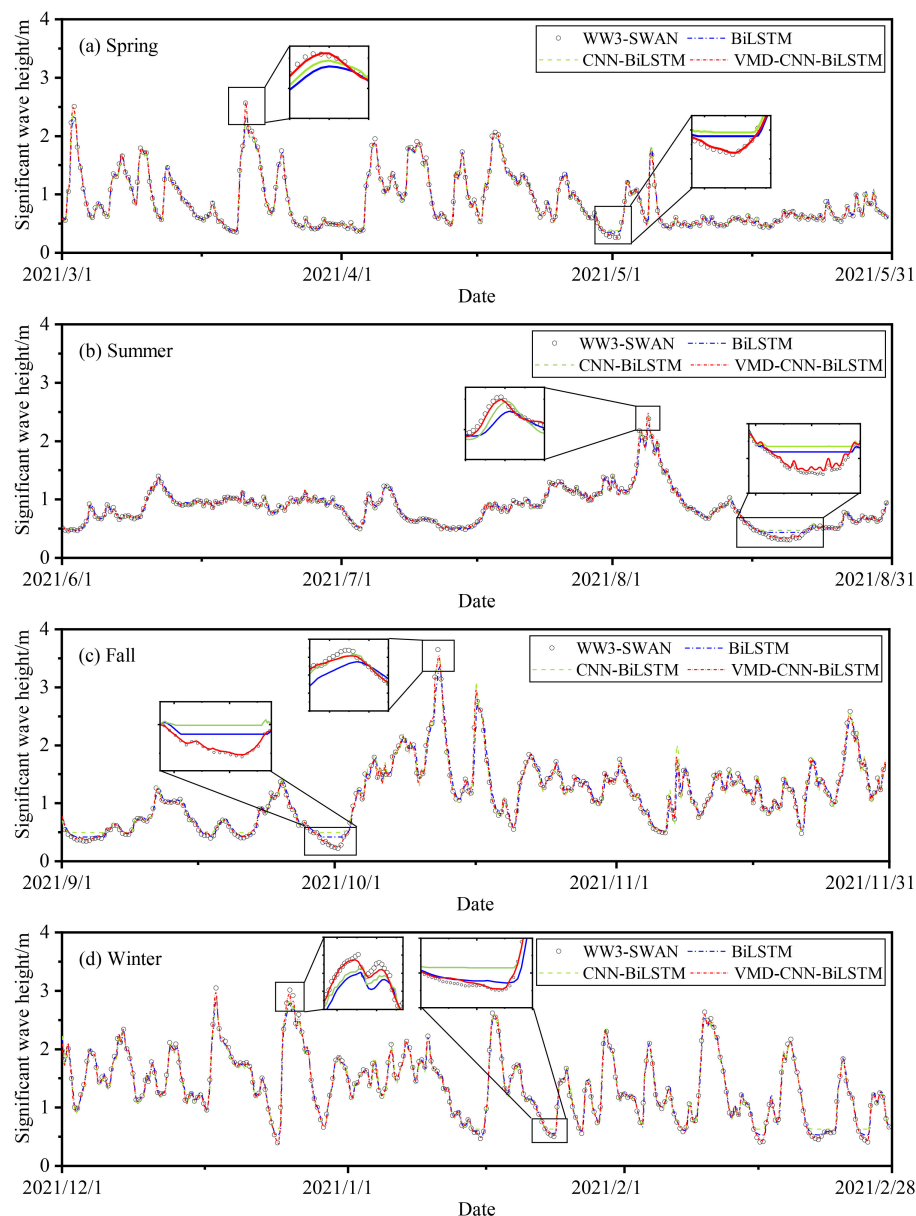 (a) Spring
WW3-SWAN
BiLSTM
CNN-BiLSTM
VMD-CNN-BiLSTM
Significant wave height/m
4
3
2
1
0
2021/3/1
2021/4/1
2021/5/1
2021/5/31
Date
(b) Summer
WW3-SWAN
BiLSTM
CNN-BiLSTM
VMD-CNN-BiLSTM
Significant wave height/m
4
3
2
1
0
2021/6/1
2021/7/1
2021/8/1
2021/8/31
Date
(c) Fall
WW3-SWAN
BiLSTM
CNN-BiLSTM
VMD-CNN-BiLSTM
Significant wave height/m
4
3
2
1
0
2021/9/1
2021/10/1
2021/11/1
2021/11/31
Date
(d) Winter
WW3-SWAN
BiLSTM
CNN-BiLSTM
VMD-CNN-BiLSTM
Significant wave height/m
4
3
2
1
0
2021/12/1
2021/1/1
2021/2/1
2021/2/28
Date